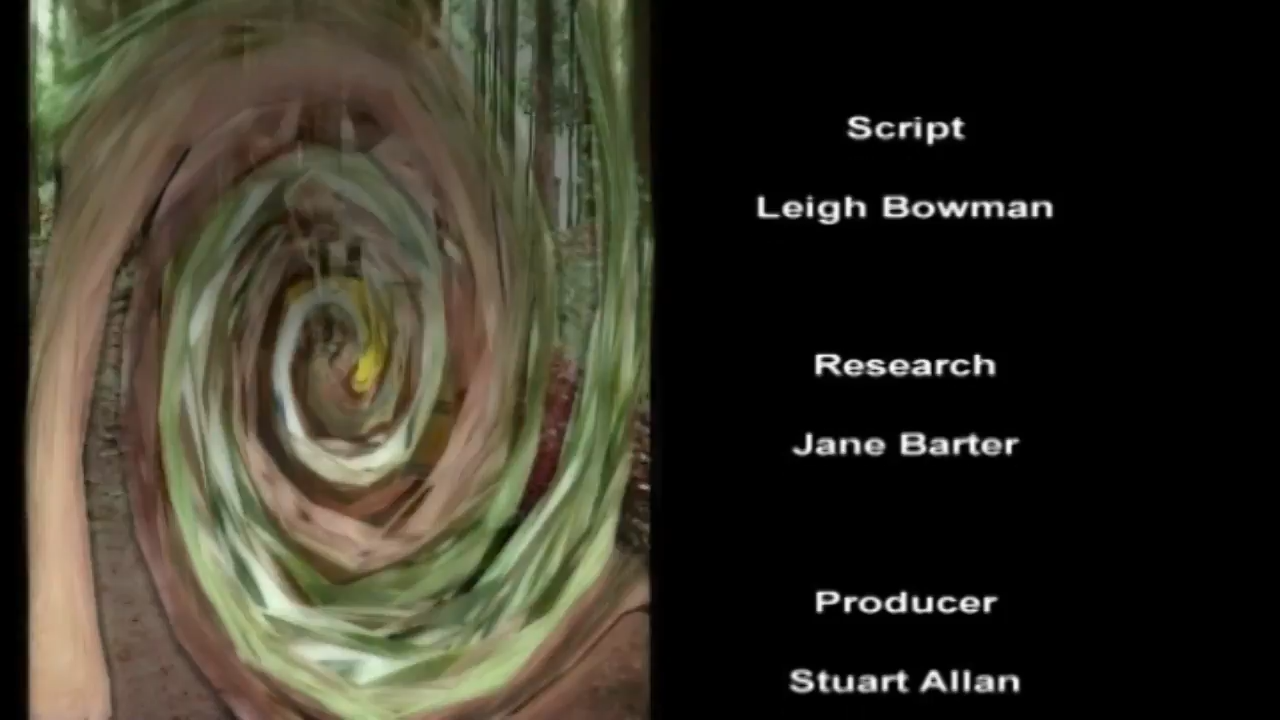 Script
Leigh Bowman
Research
Jane Barter
Producer
Stuart Allan